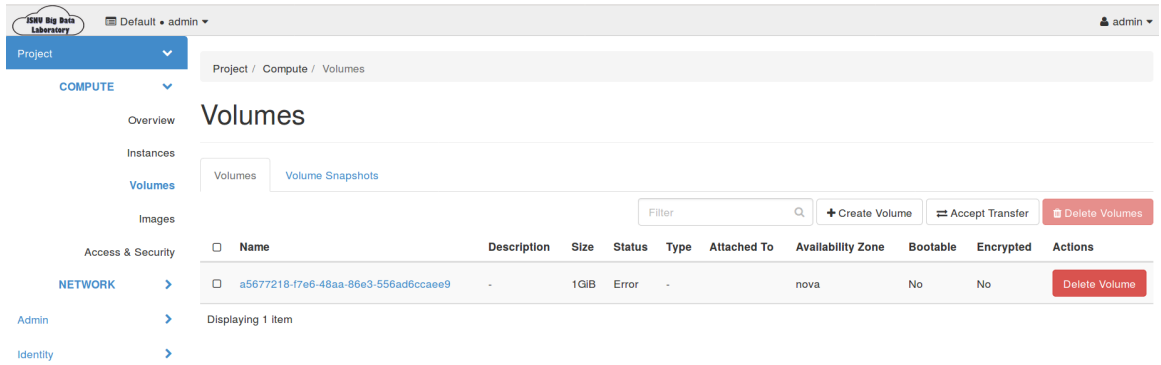 JSNU Big Data
Laboratory
Default • admin
admin
Project
COMPUTE
Overview
Instances
Volumes
Images
Access & Security
NETWORK
Admin
Identity
Project / Compute / Volumes
Volumes
Volumes Volume Snapshots
Filter + Create Volume Accept Transfer Delete Volumes
Name Description Size Status Type Attached To Availability Zone Bootable Encrypted Actions
a5677218-f7e6-48aa-86e3-556ad6ccaee9 - 1GiB Error - nova No No Delete Volume
Displaying 1 item